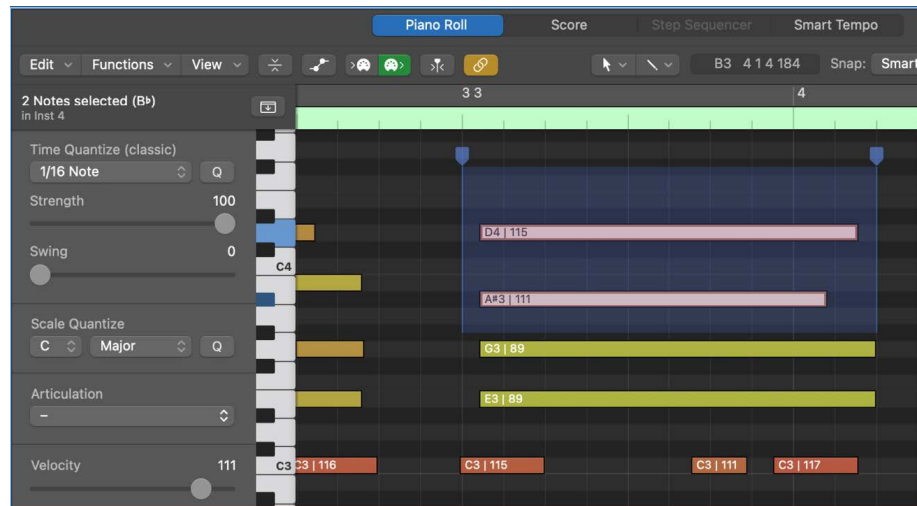 Piano Roll Score Step Sequencer Smart Tempo
Edit Functions View B3 4 1 4 184 Snap: Smart
2 Notes selected (B♭) 3 3 4
in Inst 4
Time Quantize (classic)
1/16 Note Q
Strength 100
D4 | 115
Swing 0
C4
A#3 | 111
Scale Quantize
C Major Q
G3 | 89
Articulation
E3 | 89
–
Velocity 111
C3 C3 | 116 C3 | 115 C3 | 111 C3 | 117